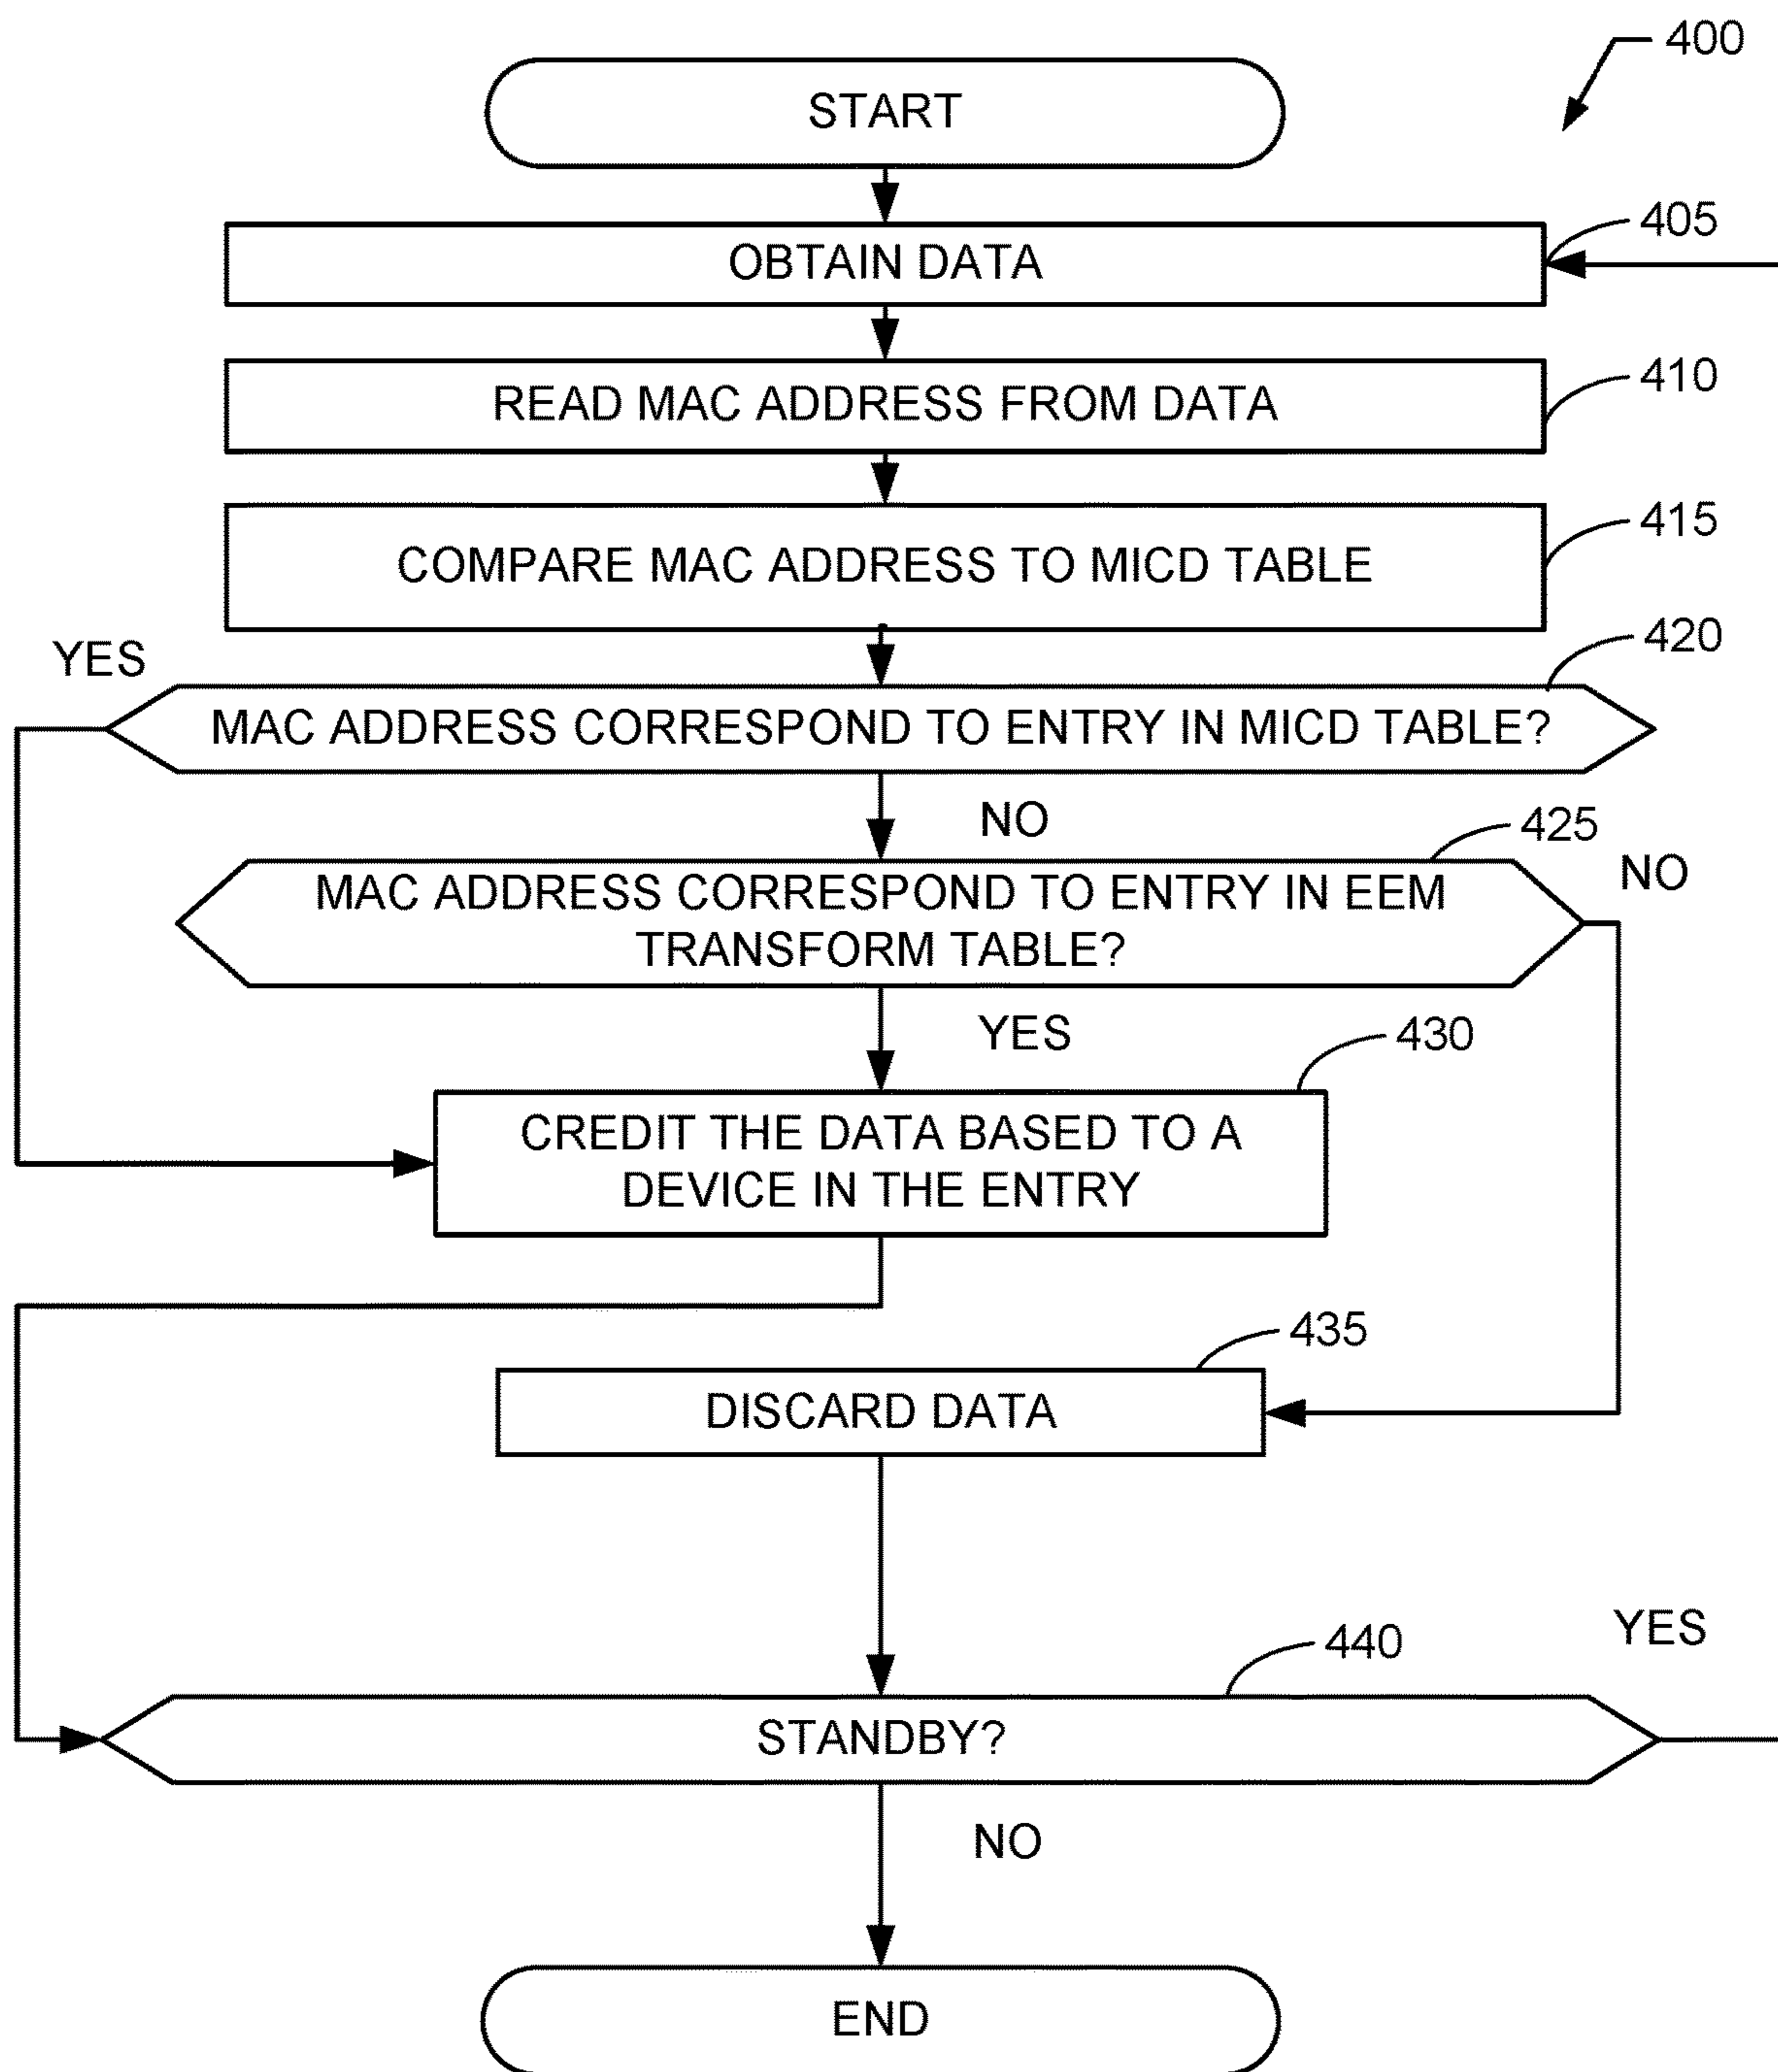 400
START
405
OBTAIN DATA
410
READ MAC ADDRESS FROM DATA
415
COMPARE MAC ADDRESS TO MICD TABLE
420
YES
MAC ADDRESS CORRESPOND TO ENTRY IN MICD TABLE?
NO
425
NO
MAC ADDRESS CORRESPOND TO ENTRY IN EEM
TRANSFORM TABLE?
YES
430
CREDIT THE DATA BASED TO A
DEVICE IN THE ENTRY
435
DISCARD DATA
440
YES
STANDBY?
NO
END